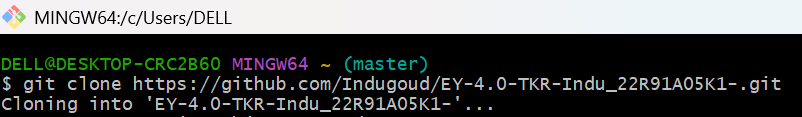 MINGW64:/c/Users/DELL
DELL@DESKTOP-CRC2B60 MINGW64 ~ (master)
$ git clone https://github.com/Indugoud/EY-4.0-TKR-Indu_22R91A05K1-.git
Cloning into 'EY-4.0-TKR-Indu_22R91A05K1-'...